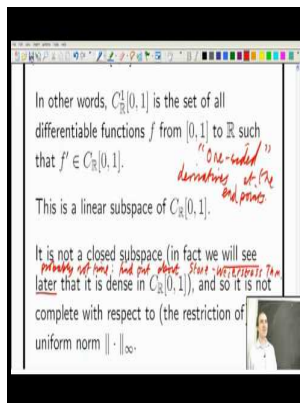 In other words, C¹ℝ[0, 1] is the set of all
differentiable functions f from [0, 1] to ℝ such
that f′ ∈ Cℝ[0, 1].
"One-sided"
derivatives at the
end points.
This is a linear subspace of Cℝ[0, 1].
It is not a closed subspace (in fact we will see
probably not time: find out about Stone-Weierstrass Thm.
later that it is dense in Cℝ[0, 1]), and so it is not
complete with respect to (the restriction of
uniform norm ‖ · ‖∞.